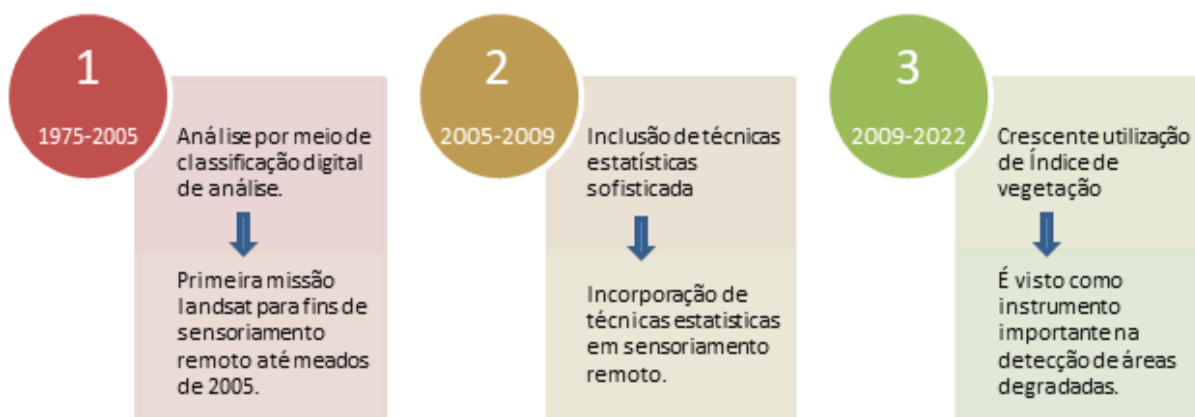 1
1975-2005
Análise por meio de
classificação digital
de análise.
Primeira missão
landsat para fins de
sensoriamento
remoto até meados
de 2005.
2
2005-2009
Inclusão de técnicas
estatísticas
sofisticada
Incorporação de
técnicas estatisticas
em sensoriamento
remoto.
3
2009-2022
Crescente utilização
de Índice de
vegetação
É visto como
instrumento
importante na
detecção de áreas
degradadas.